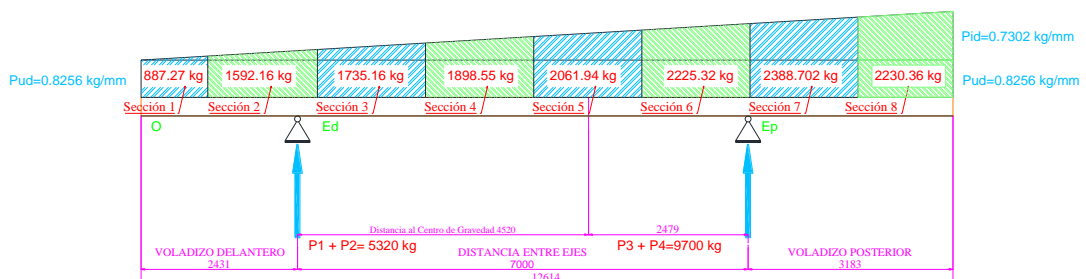 Pid=0.7302 kg/mm
Pud=0.8256 kg/mm
887.27 kg
1592.16 kg
1735.16 kg
1898.55 kg
2061.94 kg
2225.32 kg
2388.702 kg
2230.36 kg
Pud=0.8256 kg/mm
Sección 1
Sección 2
Sección 3
Sección 4
Sección 5
Sección 6
Sección 7
Sección 8
O
Ed
Ep
Distancia al Centro de Gravedad 4520
2479
P1 + P2= 5320 kg
P3 + P4=9700 kg
VOLADIZO DELANTERO
DISTANCIA ENTRE EJES
VOLADIZO POSTERIOR
2431
7000
3183
12614